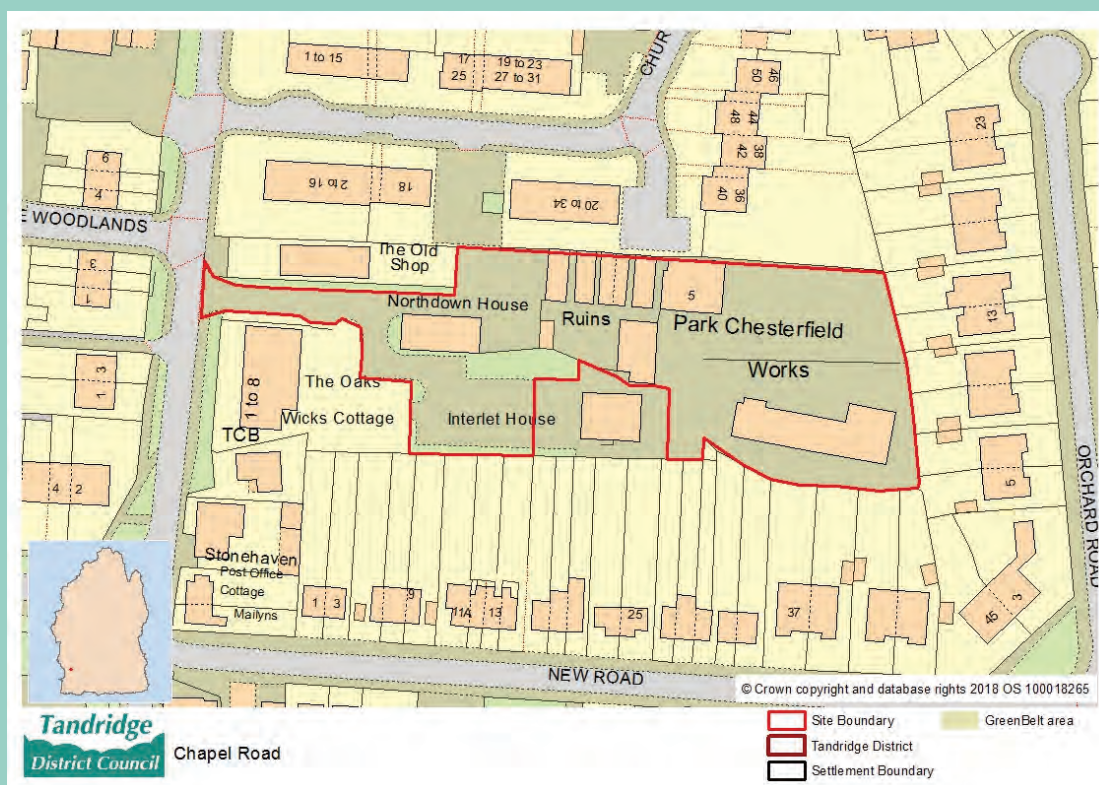 1 to 15
17
25
19 to 23
27 to 31
CHUR
46
50
44
48
38
42
36
40
23
6
4
2 to 16
18
20 to 34
E WOODLANDS
3
1
The Old
Shop
Northdown House
Ruins
5
Park Chesterfield
Works
13
1 to 8
The Oaks
Wicks Cottage
Interlet House
TCB
3
1
4 2
5
ORCHARD ROAD
Stonehaven
Post Office
Cottage
Mailyns
1 3
9
11A 13
25
37
45
3
NEW ROAD
© Crown copyright and database rights 2018 OS 100018265
Tandridge
District Council
Chapel Road
Site Boundary
GreenBelt area
Tandridge District
Settlement Boundary